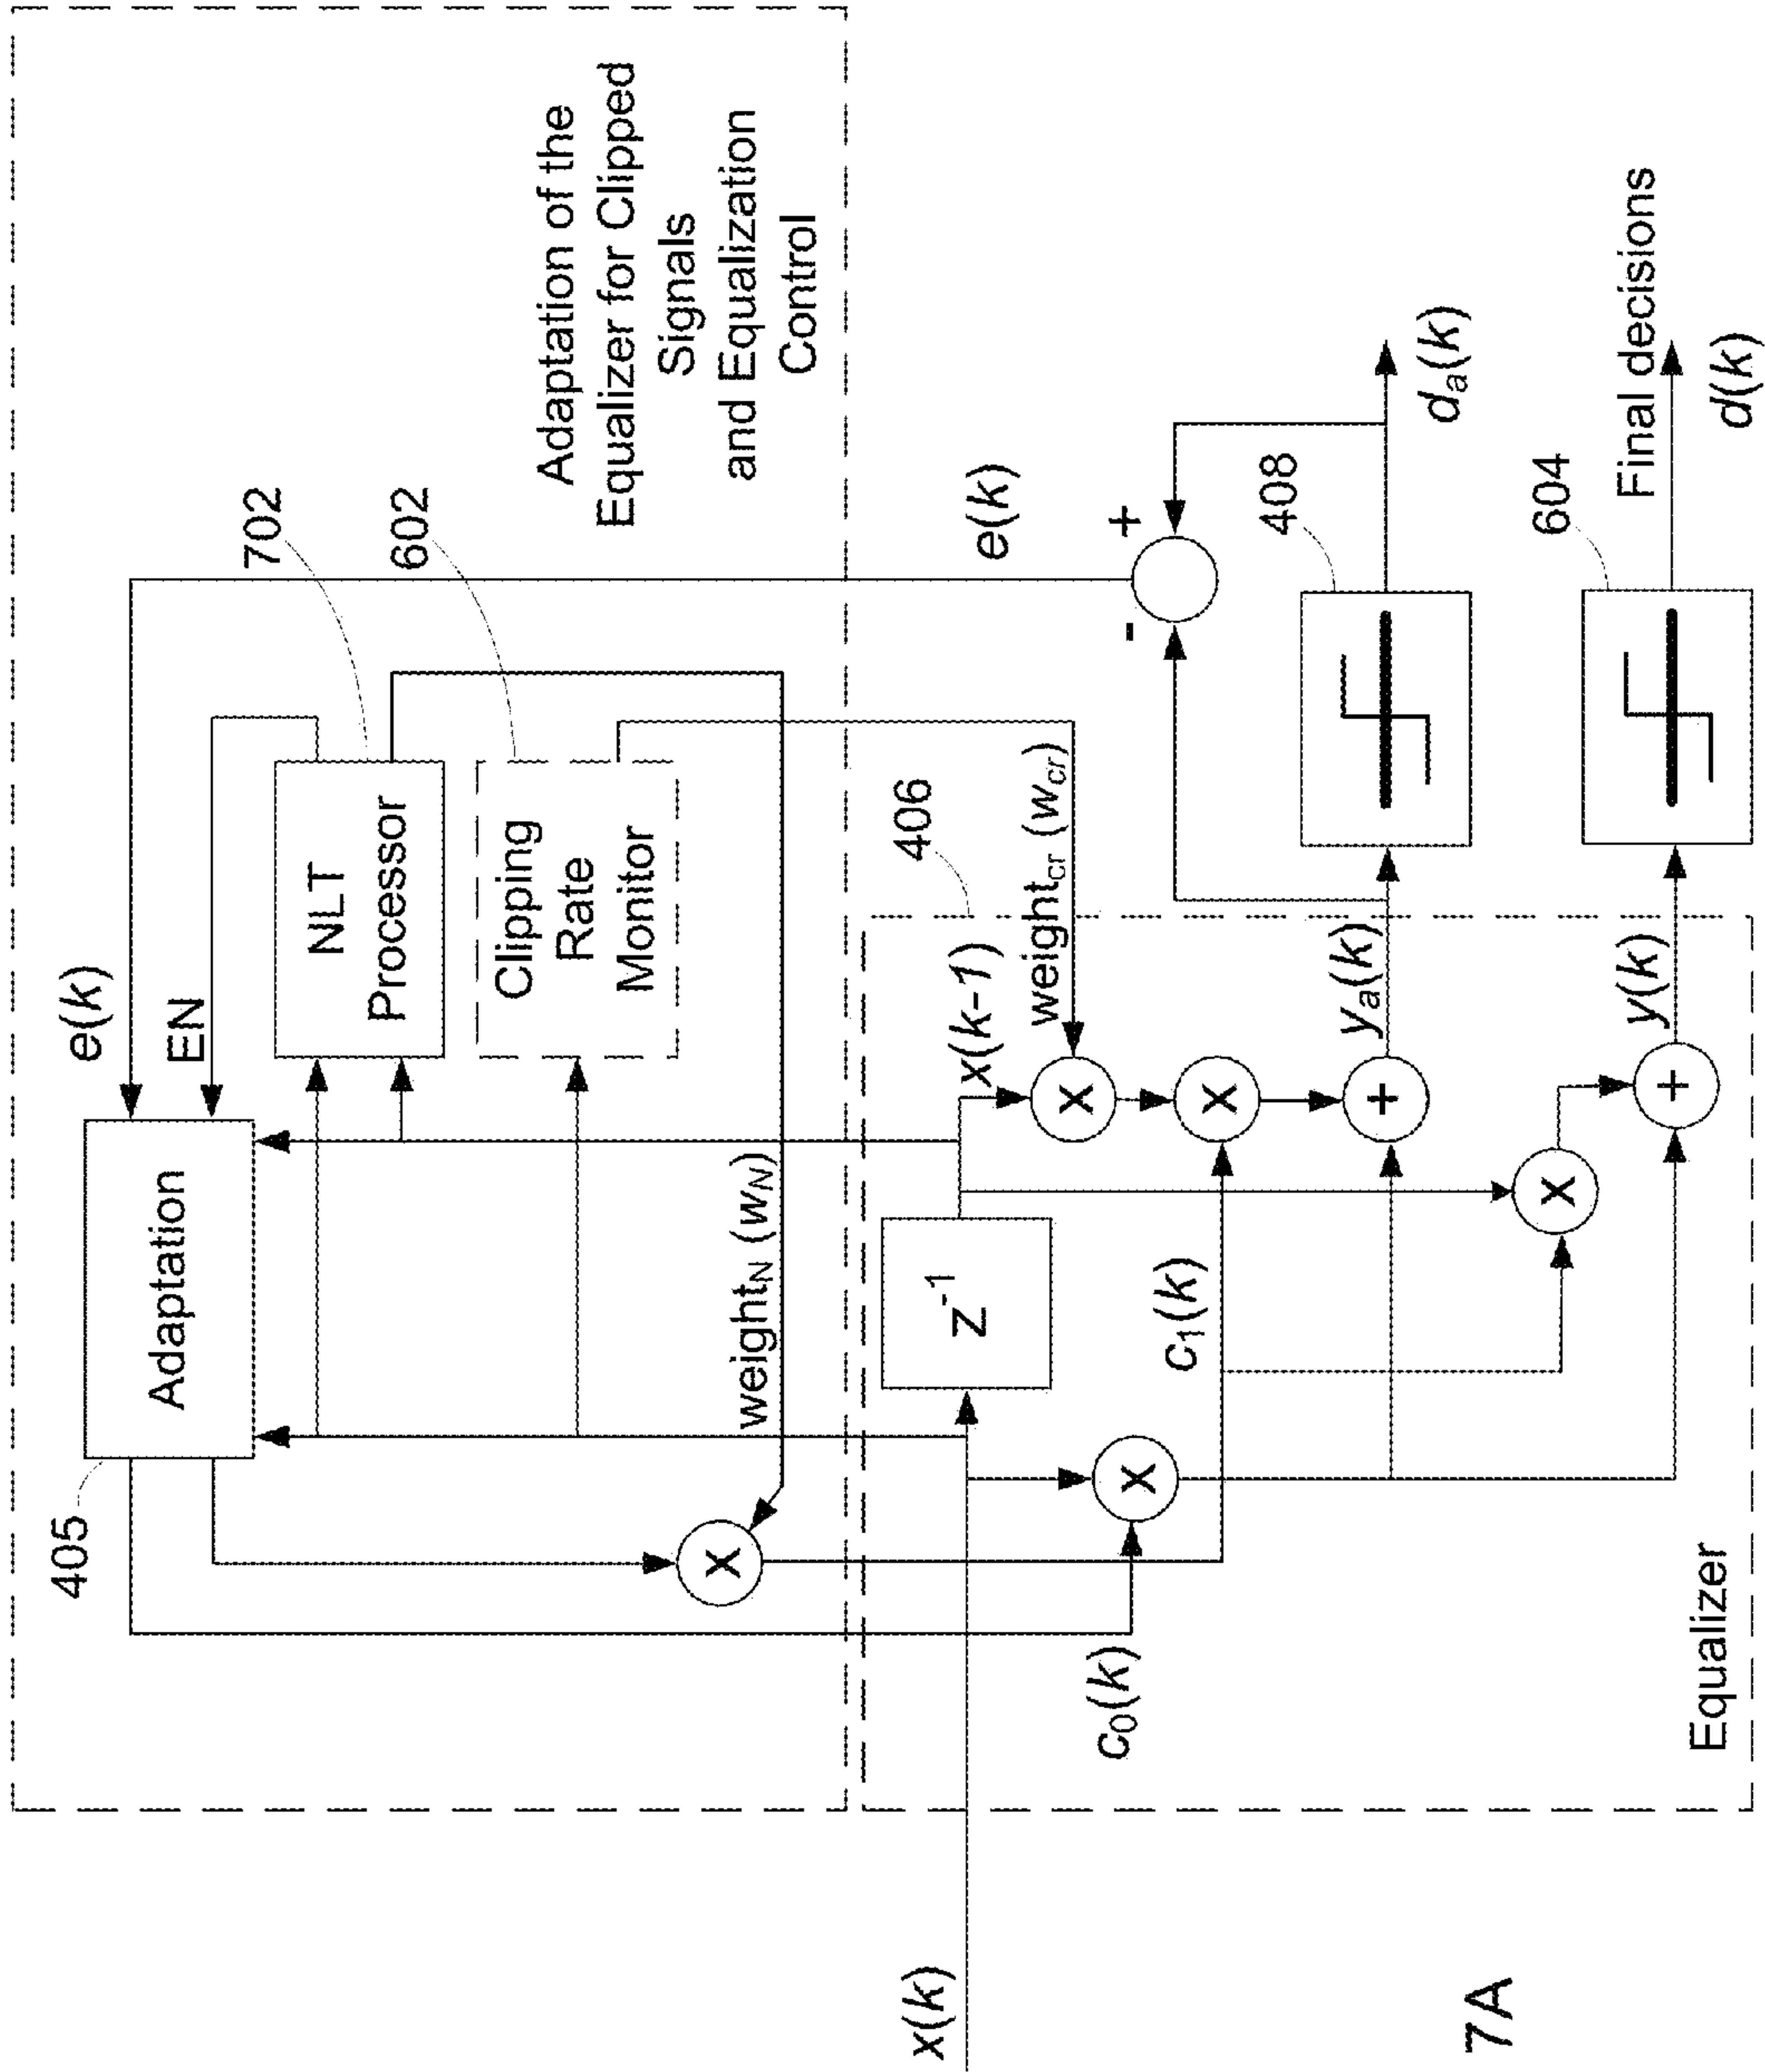 Adaptation of the
Equalizer for Clipped
Signals
and Equalization
Control
405
Adaptation
e(k)
EN
702
NLT
Processor
602
Clipping
Rate
Monitor
weight_N (w_N)
x(k)
z^-1
x(k-1)
weight_cr (w_cr)
406
e(k)
+
-
c_0(k)
x
x
x
x
x
c_1(k)
+
y_a(k)
408
d_a(k)
+
y(k)
604
Final decisions
d(k)
Equalizer
7A